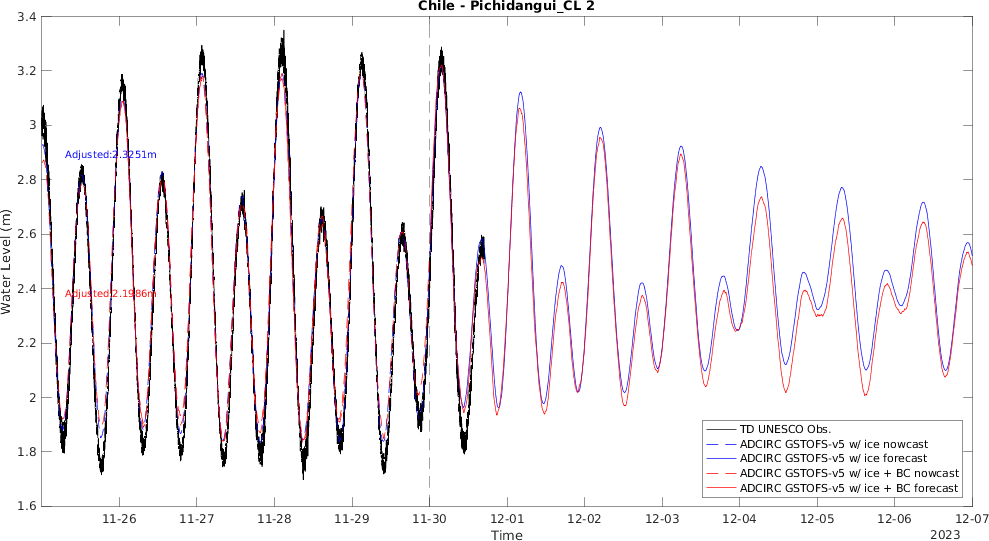 Chile - Pichidangui_CL 2
3.4
3.2
3
2.8
2.6
2.4
2.2
2
1.8
1.6
Water Level (m)
Adjusted:2.3251m
Adjusted:2.1986m
TD UNESCO Obs.
ADCIRC GSTOFS-v5 w/ ice nowcast
ADCIRC GSTOFS-v5 w/ ice forecast
ADCIRC GSTOFS-v5 w/ ice + BC nowcast
ADCIRC GSTOFS-v5 w/ ice + BC forecast
11-26 11-27 11-28 11-29 11-30 12-01 12-02 12-03 12-04 12-05 12-06 12-07
Time
2023